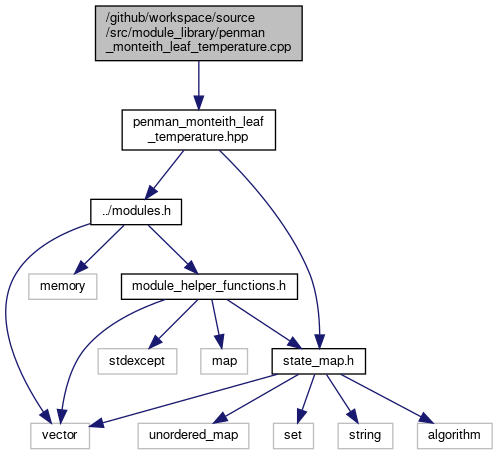 /github/workspace/source
/src/module_library/penman
_monteith_leaf_temperature.cpp
penman_monteith_leaf
_temperature.hpp
../modules.h
memory
module_helper_functions.h
stdexcept
map
state_map.h
vector
unordered_map
set
string
algorithm